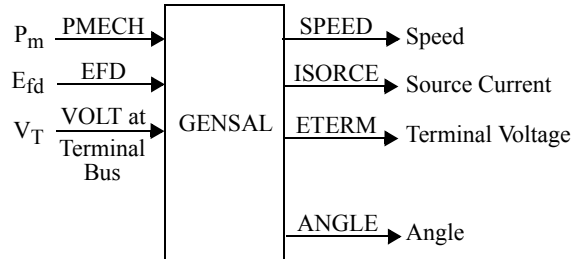 Pm PMECH SPEED Speed
Efd EFD ISORCE Source Current
VT VOLT at GENSAL ETERM Terminal Voltage
Terminal
Bus
ANGLE Angle